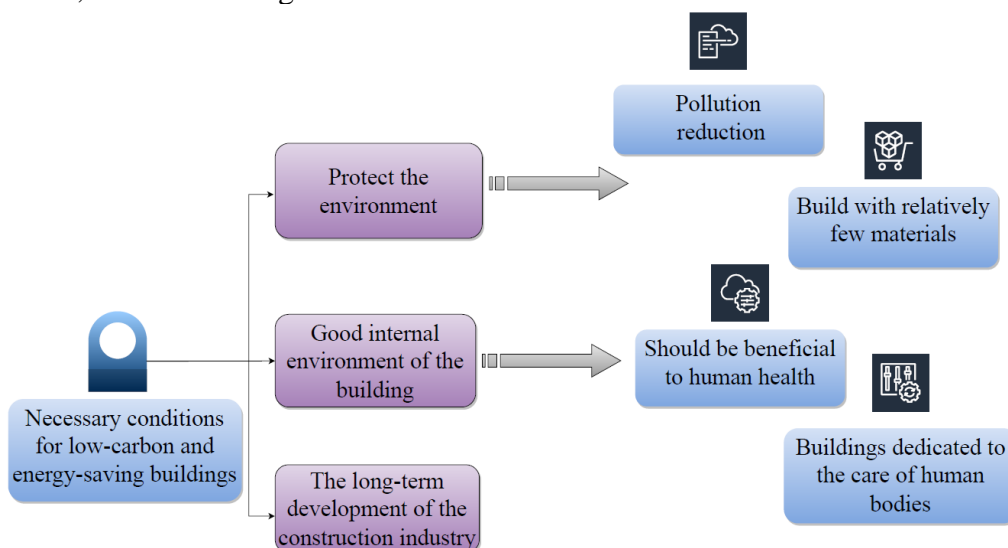 Pollution
reduction
Protect the
environment
Build with relatively
few materials
Good internal
environment of the
building
Should be beneficial
to human health
Necessary conditions
for low-carbon and
energy-saving buildings
Buildings dedicated to
the care of human
bodies
The long-term
development of the
construction industry